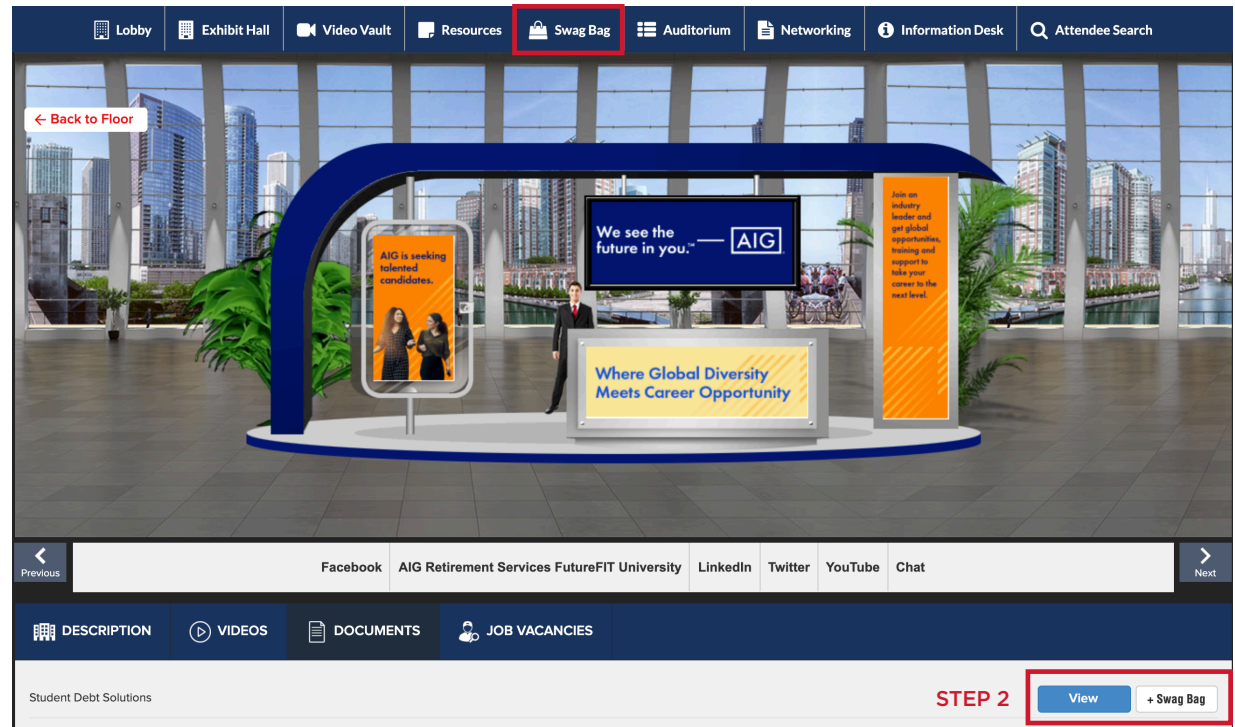 Lobby
Exhibit Hall
Video Vault
Resources
Swag Bag
Auditorium
Networking
Information Desk
Attendee Search
← Back to Floor
AIG is seeking
talented
candidates.
We see the
future in you.℠
AIG
Join an
industry
leader and
get global
opportunities,
training and
support to
take your
career to the
next level.
Where Global Diversity
Meets Career Opportunity
Previous
Facebook
AIG Retirement Services FutureFIT University
LinkedIn
Twitter
YouTube
Chat
Next
DESCRIPTION
VIDEOS
DOCUMENTS
JOB VACANCIES
Student Debt Solutions
STEP 2
View
+ Swag Bag